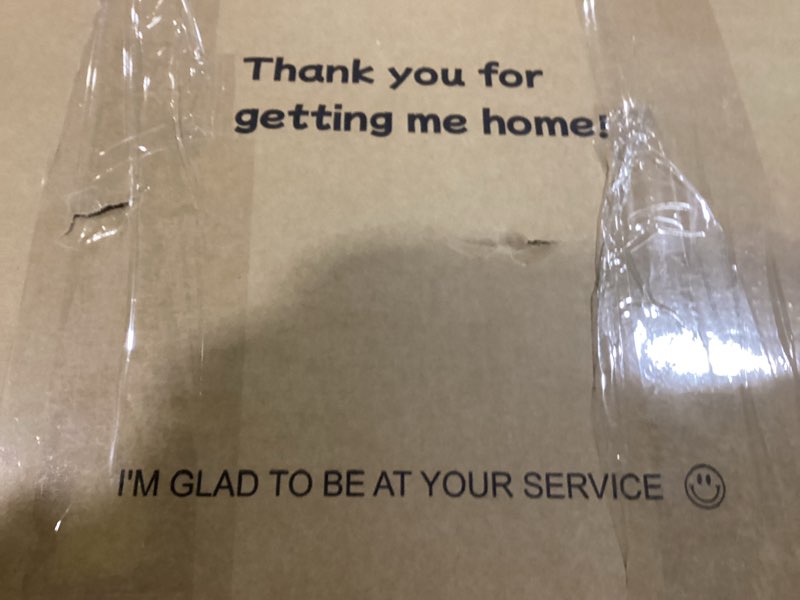 Thank you for
getting me home!
I'M GLAD TO BE AT YOUR SERVICE